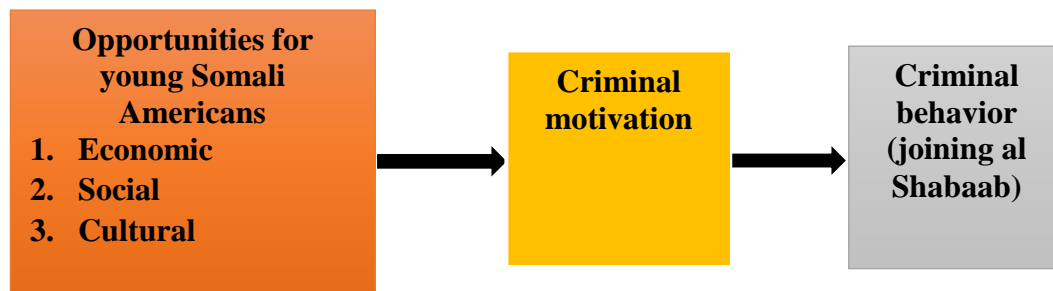 Opportunities for
young Somali
Americans
1. Economic
2. Social
3. Cultural
Criminal
motivation
Criminal
behavior
(joining al
Shabaab)